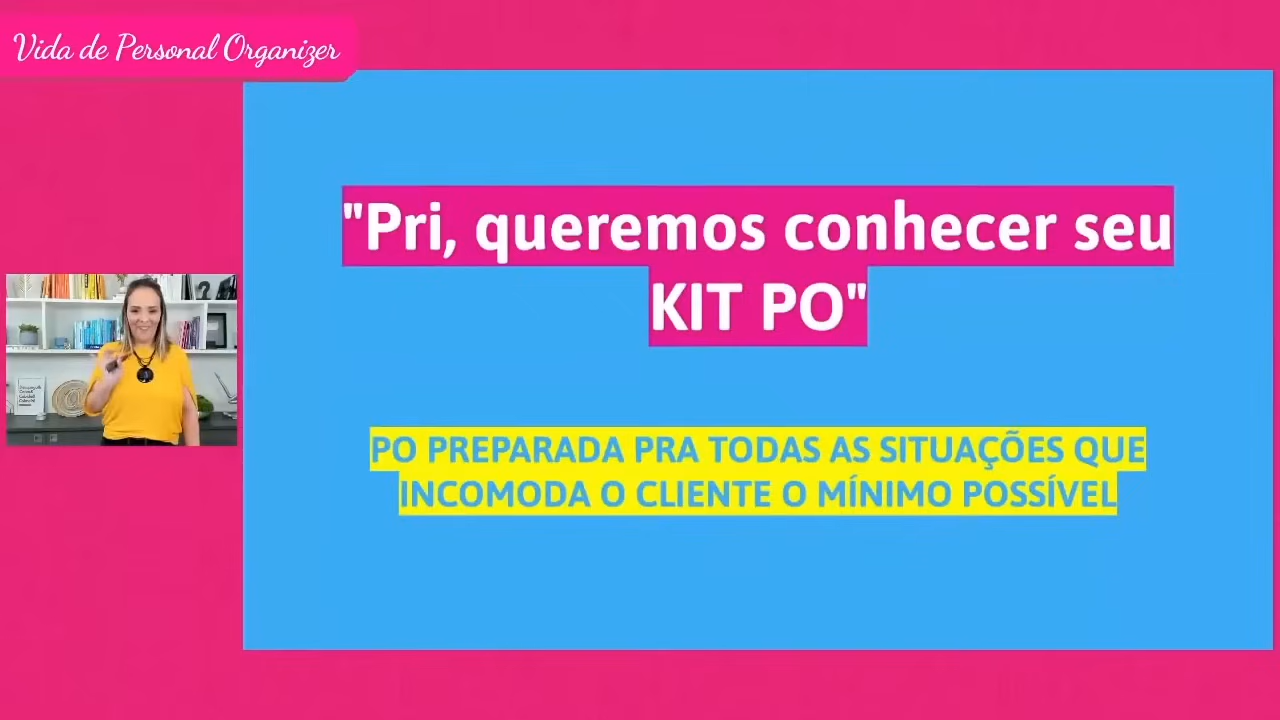 Vida de Personal Organizer
"Pri, queremos conhecer seu
KIT PO"
PO PREPARADA PRA TODAS AS SITUAÇÕES QUE
INCOMODA O CLIENTE O MÍNIMO POSSÍVEL